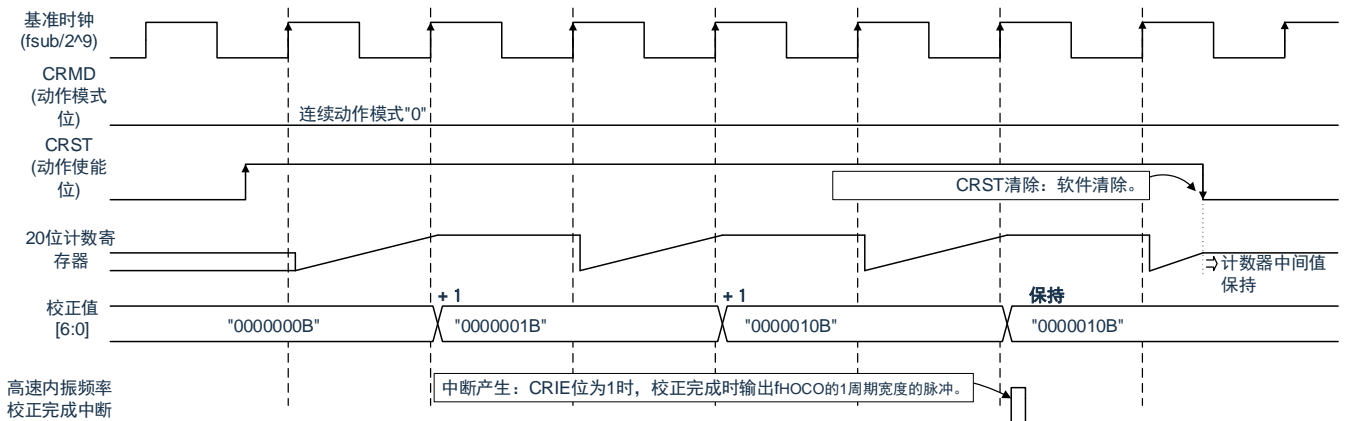 基准时钟
(fsub/2^9)
CRMD
(动作模式
位)
连续动作模式"0"
CRST
(动作使能
位)
CRST清除：软件清除。
20位计数寄
存器
计数器中间值
保持
+ 1
+ 1
保持
校正值
[6:0]
"0000000B"
"0000001B"
"0000010B"
"0000010B"
高速内振频率
校正完成中断
中断产生：CRIE位为1时，校正完成时输出fHOCO的1周期宽度的脉冲。